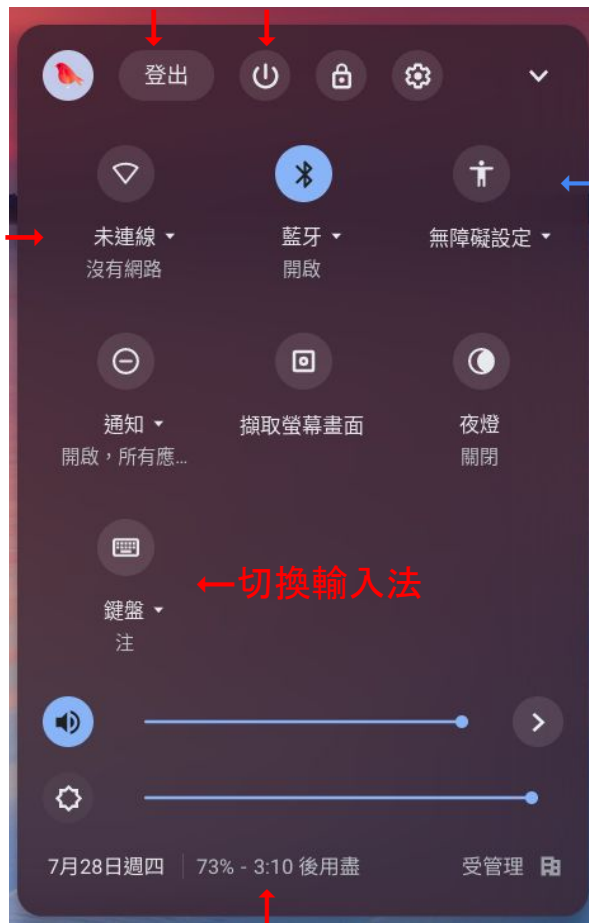 登出
未連線
沒有網路
藍牙
開啟
無障礙設定
通知
開啟，所有應…
擷取螢幕畫面
夜燈
關閉
鍵盤
注
←切換輸入法
7月28日週四
73% - 3:10 後用盡
受管理